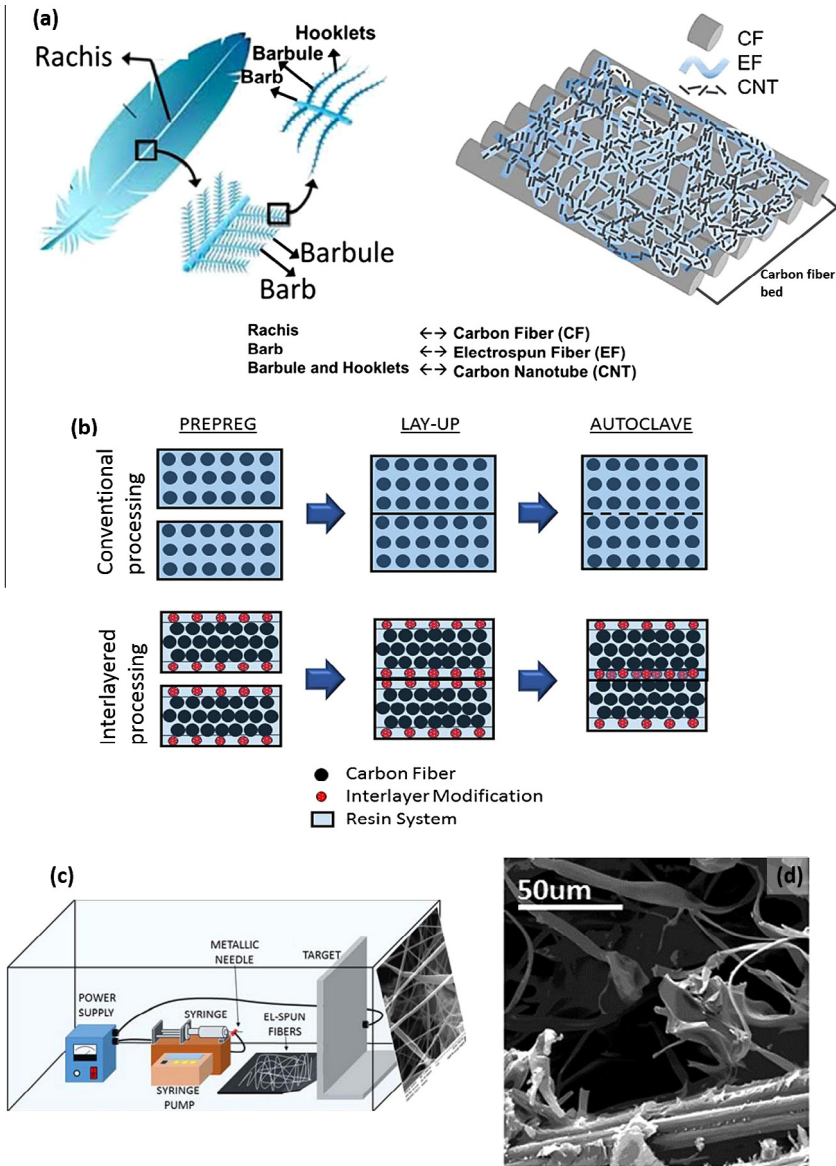 (a)
Rachis
Hooklets
Barbule
Barb
Barbule
Barb
CF
EF
CNT
Carbon fiber
bed
Rachis ←→ Carbon Fiber (CF)
Barb ←→ Electrospun Fiber (EF)
Barbule and Hooklets ←→ Carbon Nanotube (CNT)
(b)
PREPREG LAY-UP AUTOCLAVE
Conventional
processing
Interlayered
processing
Carbon Fiber
Interlayer Modification
Resin System
(c)
METALLIC
NEEDLE
TARGET
POWER
SUPPLY
SYRINGE
EL-SPUN
FIBERS
SYRINGE
PUMP
(d)
50um